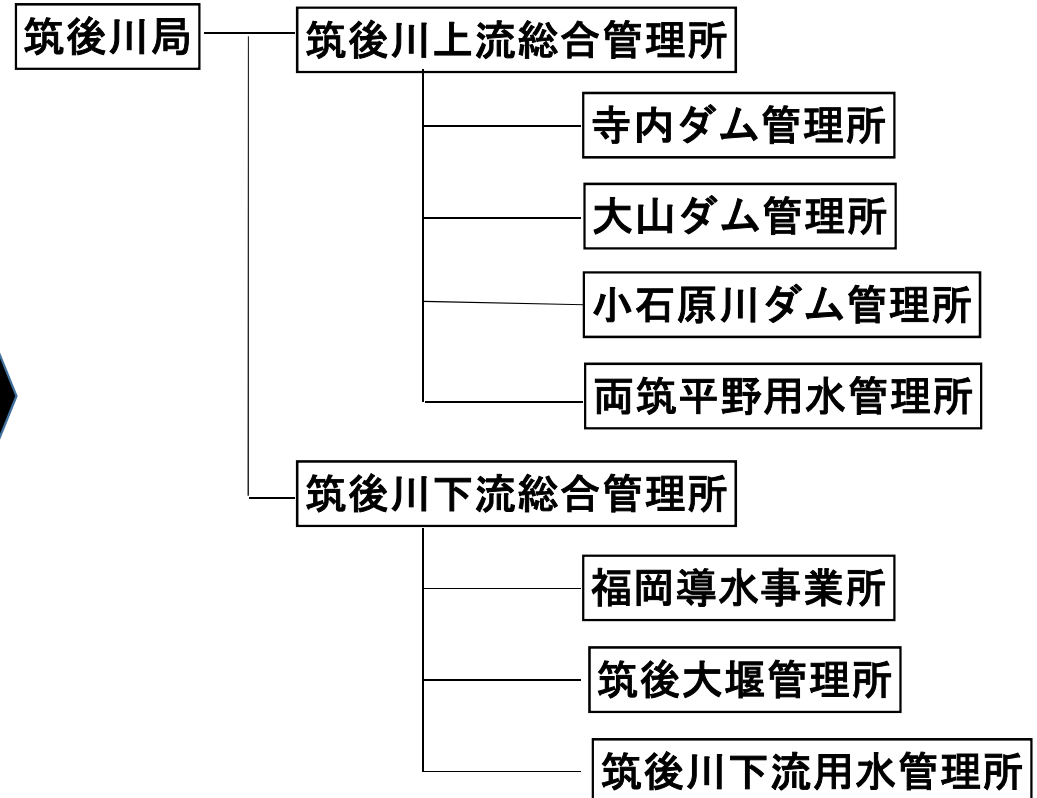 筑後川局
筑後川上流総合管理所
寺内ダム管理所
大山ダム管理所
小石原川ダム管理所
両筑平野用水管理所
筑後川下流総合管理所
福岡導水事業所
筑後大堰管理所
筑後川下流用水管理所